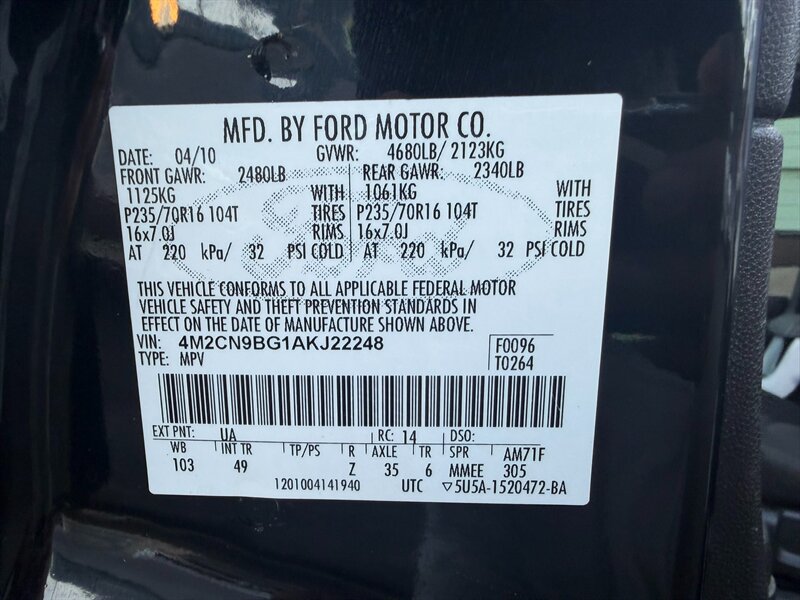 MFD. BY FORD MOTOR CO.
DATE: 04/10 GVWR: 4680LB/ 2123KG
FRONT GAWR: 2480LB REAR GAWR: 2340LB
1125KG WITH 1061KG WITH
P235/70R16 104T TIRES P235/70R16 104T TIRES
16x7.0J RIMS 16x7.0J RIMS
AT 220 kPa/ 32 PSI COLD AT 220 kPa/ 32 PSI COLD
THIS VEHICLE CONFORMS TO ALL APPLICABLE FEDERAL MOTOR
VEHICLE SAFETY AND THEFT PREVENTION STANDARDS IN
EFFECT ON THE DATE OF MANUFACTURE SHOWN ABOVE.
VIN: 4M2CN9BG1AKJ22248 F0096
TYPE: MPV T0264
EXT PNT: UA RC: 14 DSO:
WB INT TR TP/PS R AXLE TR SPR AM71F
103 49 Z 35 6 MMEE 305
1201004141940 UTC ▽5U5A-1520472-BA